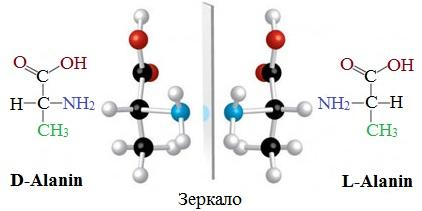 O OH
C
H C NH2
CH3
D-Alanin
Зеркало
O OH
C
NH2 C H
CH3
L-Alanin